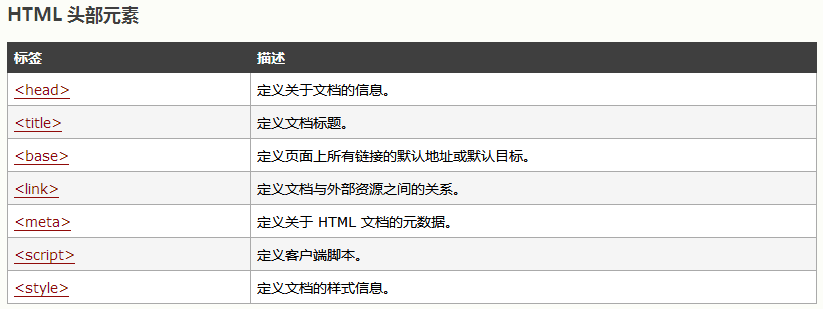 HTML 头部元素
标签 描述
<head> 定义关于文档的信息。
<title> 定义文档标题。
<base> 定义页面上所有链接的默认地址或默认目标。
<link> 定义文档与外部资源之间的关系。
<meta> 定义关于 HTML 文档的元数据。
<script> 定义客户端脚本。
<style> 定义文档的样式信息。